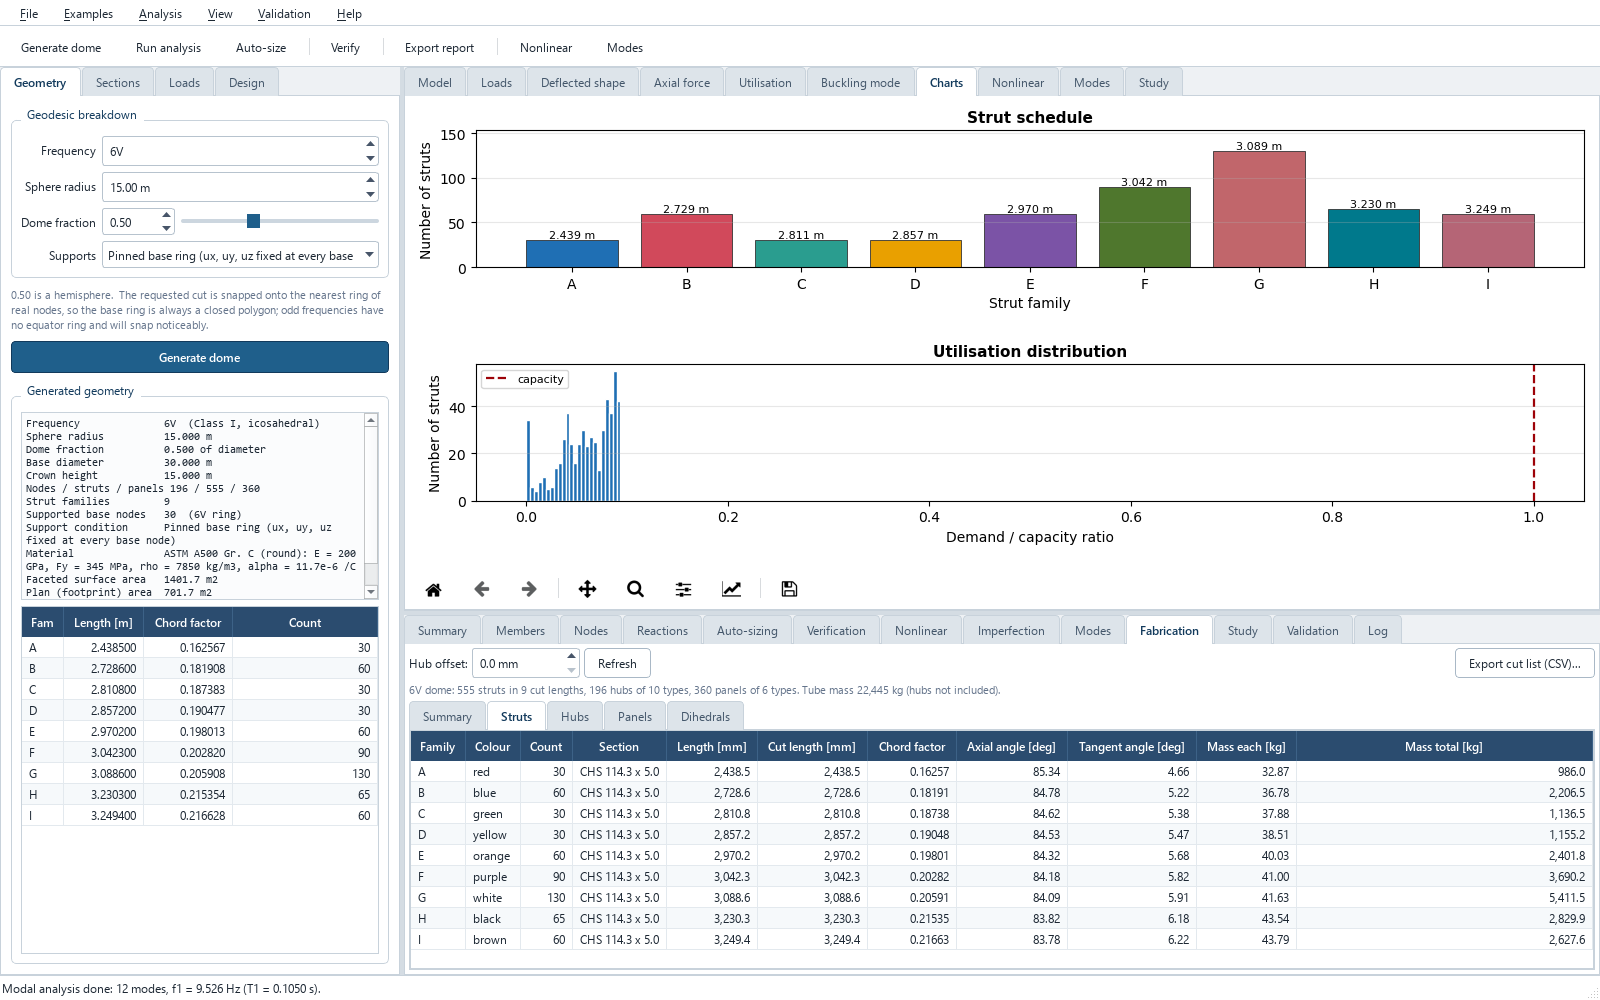 File Examples Analysis View Validation Help
Generate dome Run analysis Auto-size Verify Export report Nonlinear Modes
Geometry Sections Loads Design
Geodesic breakdown
Frequency 6V
Sphere radius 15.00 m
Dome fraction 0.50
Supports Pinned base ring (ux, uy, uz fixed at every base
0.50 is a hemisphere. The requested cut is snapped onto the nearest ring of
real nodes, so the base ring is always a closed polygon; odd frequencies have
no equator ring and will snap noticeably.
Generate dome
Generated geometry
Frequency 6V (Class I, icosahedral)
Sphere radius 15.000 m
Dome fraction 0.500 of diameter
Base diameter 30.000 m
Crown height 15.000 m
Nodes / struts / panels 196 / 555 / 360
Strut families 9
Supported base nodes 30 (6V ring)
Support condition Pinned base ring (ux, uy, uz
fixed at every base node)
Material ASTM A500 Gr. C (round): E = 200
GPa, Fy = 345 MPa, rho = 7850 kg/m3, alpha = 11.7e-6 /C
Faceted surface area 1401.7 m2
Plan (footprint) area 701.7 m2
Fam Length [m] Chord factor Count
A 2.438500 0.162567 30
B 2.728600 0.181908 60
C 2.810800 0.187383 30
D 2.857200 0.190477 30
E 2.970200 0.198013 60
F 3.042300 0.202820 90
G 3.088600 0.205908 130
H 3.230300 0.215354 65
I 3.249400 0.216628 60
Model Loads Deflected shape Axial force Utilisation Buckling mode Charts Nonlinear Modes Study
Strut schedule
Number of struts
150
100
50
0
2.439 m 2.729 m 2.811 m 2.857 m 2.970 m 3.042 m 3.089 m 3.230 m 3.249 m
A B C D E F G H I
Strut family
Utilisation distribution
Number of struts
capacity
40
20
0
0.0 0.2 0.4 0.6 0.8 1.0
Demand / capacity ratio
Summary Members Nodes Reactions Auto-sizing Verification Nonlinear Imperfection Modes Fabrication Study Validation Log
Hub offset: 0.0 mm Refresh Export cut list (CSV)...
6V dome: 555 struts in 9 cut lengths, 196 hubs of 10 types, 360 panels of 6 types. Tube mass 22,445 kg (hubs not included).
Summary Struts Hubs Panels Dihedrals
Family Colour Count Section Length [mm] Cut length [mm] Chord factor Axial angle [deg] Tangent angle [deg] Mass each [kg] Mass total [kg]
A red 30 CHS 114.3 x 5.0 2,438.5 2,438.5 0.16257 85.34 4.66 32.87 986.0
B blue 60 CHS 114.3 x 5.0 2,728.6 2,728.6 0.18191 84.78 5.22 36.78 2,206.5
C green 30 CHS 114.3 x 5.0 2,810.8 2,810.8 0.18738 84.62 5.38 37.88 1,136.5
D yellow 30 CHS 114.3 x 5.0 2,857.2 2,857.2 0.19048 84.53 5.47 38.51 1,155.2
E orange 60 CHS 114.3 x 5.0 2,970.2 2,970.2 0.19801 84.32 5.68 40.03 2,401.8
F purple 90 CHS 114.3 x 5.0 3,042.3 3,042.3 0.20282 84.18 5.82 41.00 3,690.2
G white 130 CHS 114.3 x 5.0 3,088.6 3,088.6 0.20591 84.09 5.91 41.63 5,411.5
H black 65 CHS 114.3 x 5.0 3,230.3 3,230.3 0.21535 83.82 6.18 43.54 2,829.9
I brown 60 CHS 114.3 x 5.0 3,249.4 3,249.4 0.21663 83.78 6.22 43.79 2,627.6
Modal analysis done: 12 modes, f1 = 9.526 Hz (T1 = 0.1050 s).